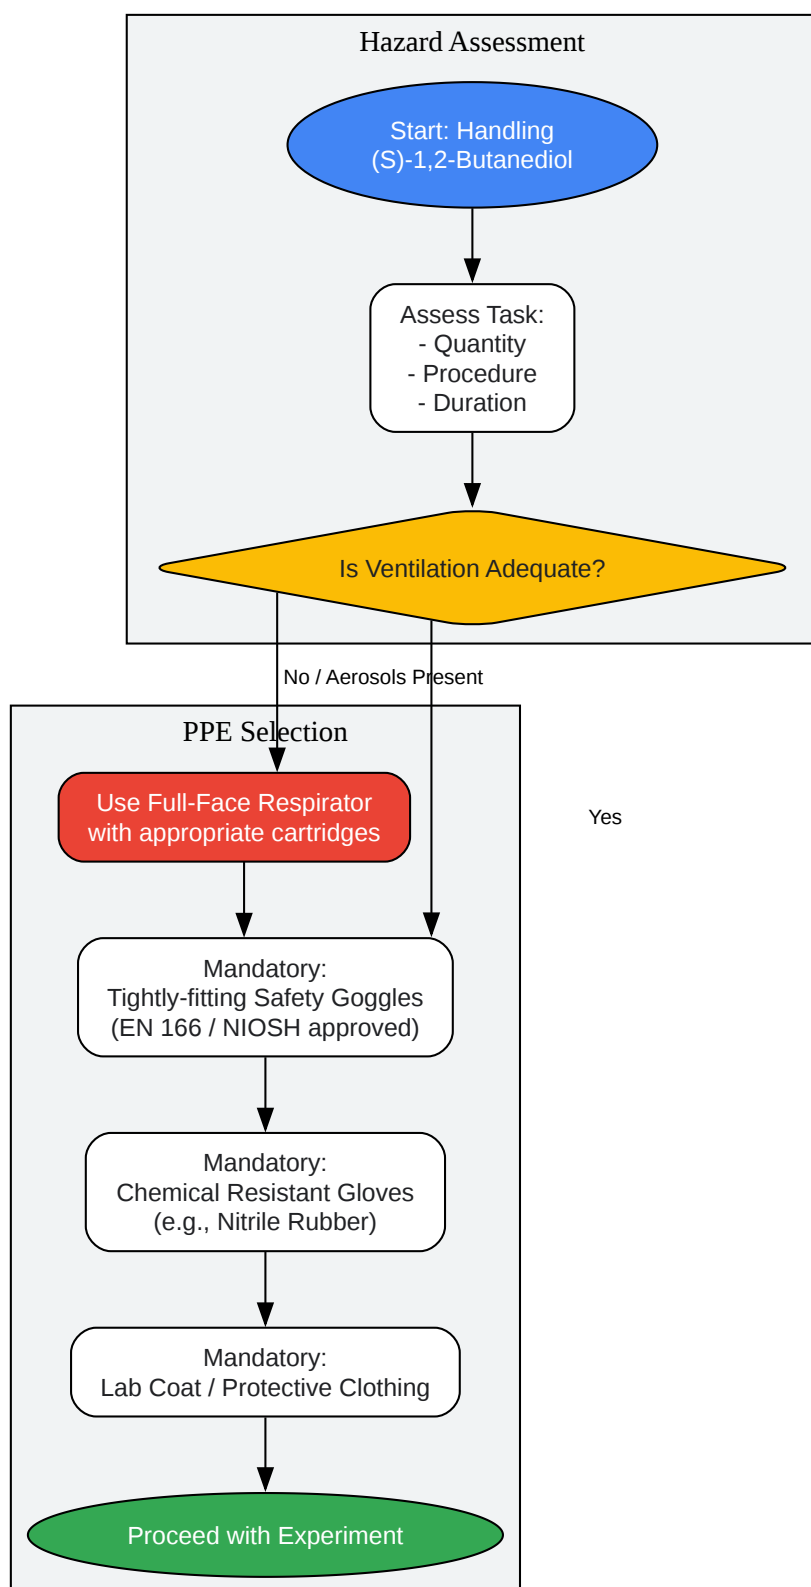 Hazard Assessment
Start: Handling
(S)-1,2-Butanediol
Assess Task:
- Quantity
- Procedure
- Duration
Is Ventilation Adequate?
No / Aerosols Present
PPE Selection
Use Full-Face Respirator
with appropriate cartridges
Yes
Mandatory:
Tightly-fitting Safety Goggles
(EN 166 / NIOSH approved)
Mandatory:
Chemical Resistant Gloves
(e.g., Nitrile Rubber)
Mandatory:
Lab Coat / Protective Clothing
Proceed with Experiment